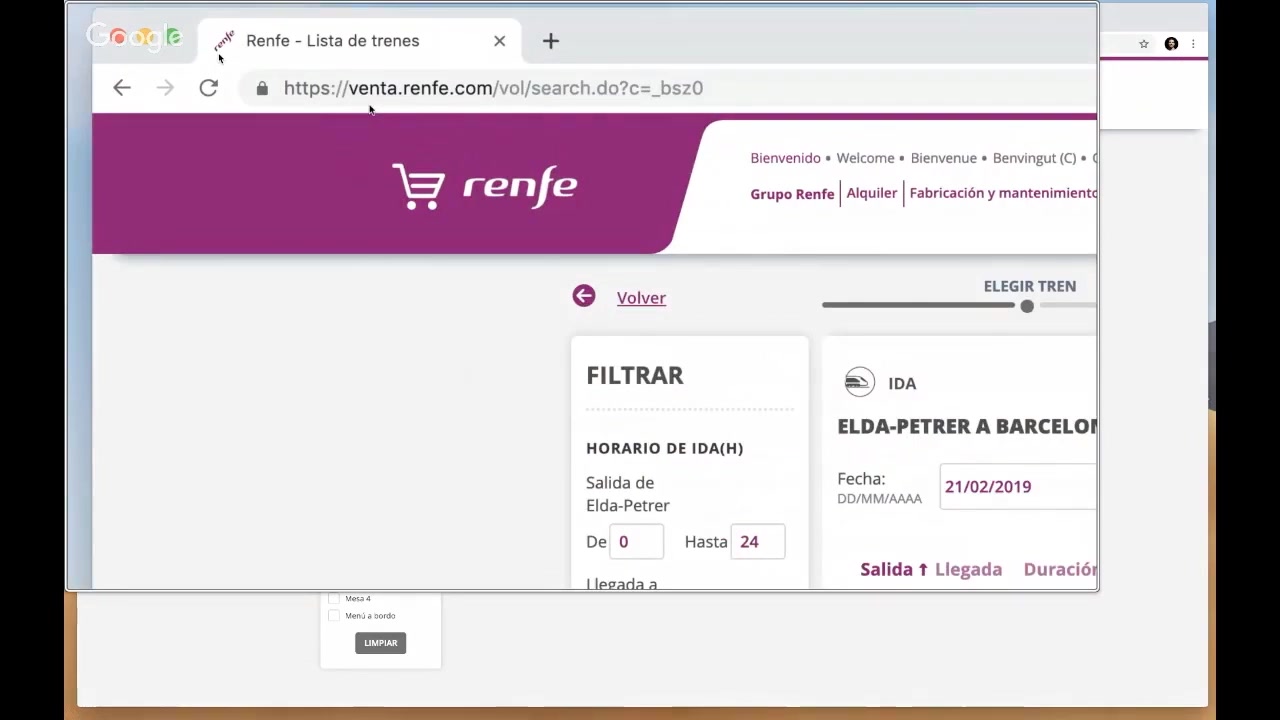 Google
Renfe - Lista de trenes
https://venta.renfe.com/vol/search.do?c=_bsz0
renfe
Bienvenido • Welcome • Bienvenue • Benvingut (C) •
Grupo Renfe | Alquiler | Fabricación y mantenimiento
Volver
ELEGIR TREN
FILTRAR
IDA
ELDA-PETRER A BARCELON
HORARIO DE IDA(H)
Salida de
Elda-Petrer
Fecha:
DD/MM/AAAA
21/02/2019
De 0 Hasta 24
Llegada a
Salida ↑ Llegada Duración
Mesa 4
Menú a bordo
LIMPIAR